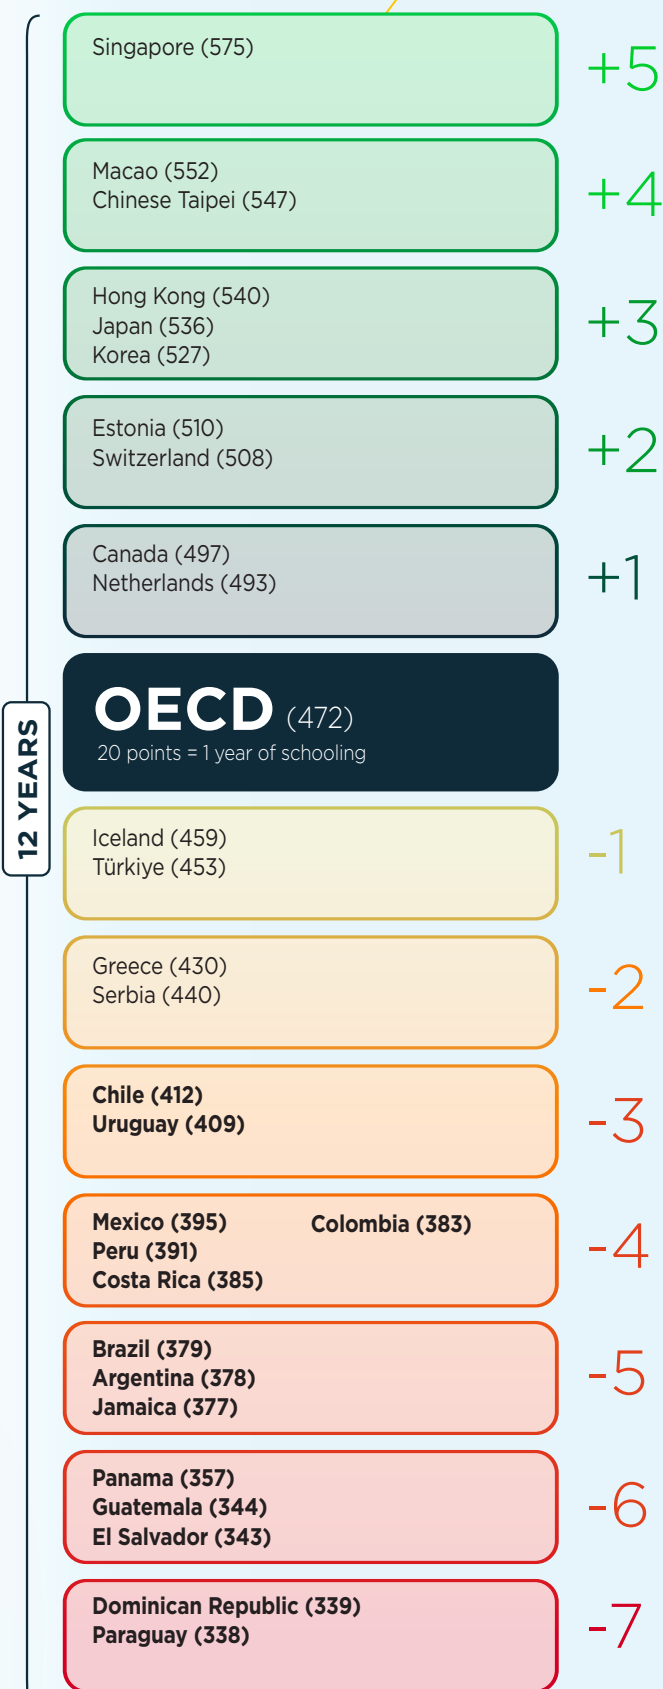 Singapore (575)
+5
Macao (552)
Chinese Taipei (547)
+4
Hong Kong (540)
Japan (536)
Korea (527)
+3
Estonia (510)
Switzerland (508)
+2
Canada (497)
Netherlands (493)
+1
12 YEARS
OECD (472)
20 points = 1 year of schooling
Iceland (459)
Türkiye (453)
-1
Greece (430)
Serbia (440)
-2
Chile (412)
Uruguay (409)
-3
Mexico (395)
Peru (391)
Costa Rica (385)
Colombia (383)
-4
Brazil (379)
Argentina (378)
Jamaica (377)
-5
Panama (357)
Guatemala (344)
El Salvador (343)
-6
Dominican Republic (339)
Paraguay (338)
-7